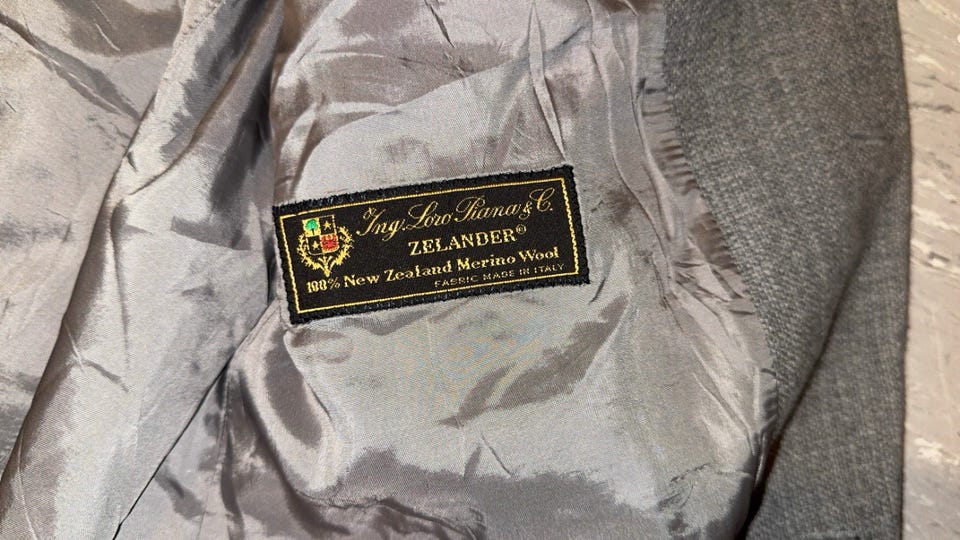 Ing. Loro Piana & C.
ZELANDER®
100% New Zealand Merino Wool
FABRIC MADE IN ITALY